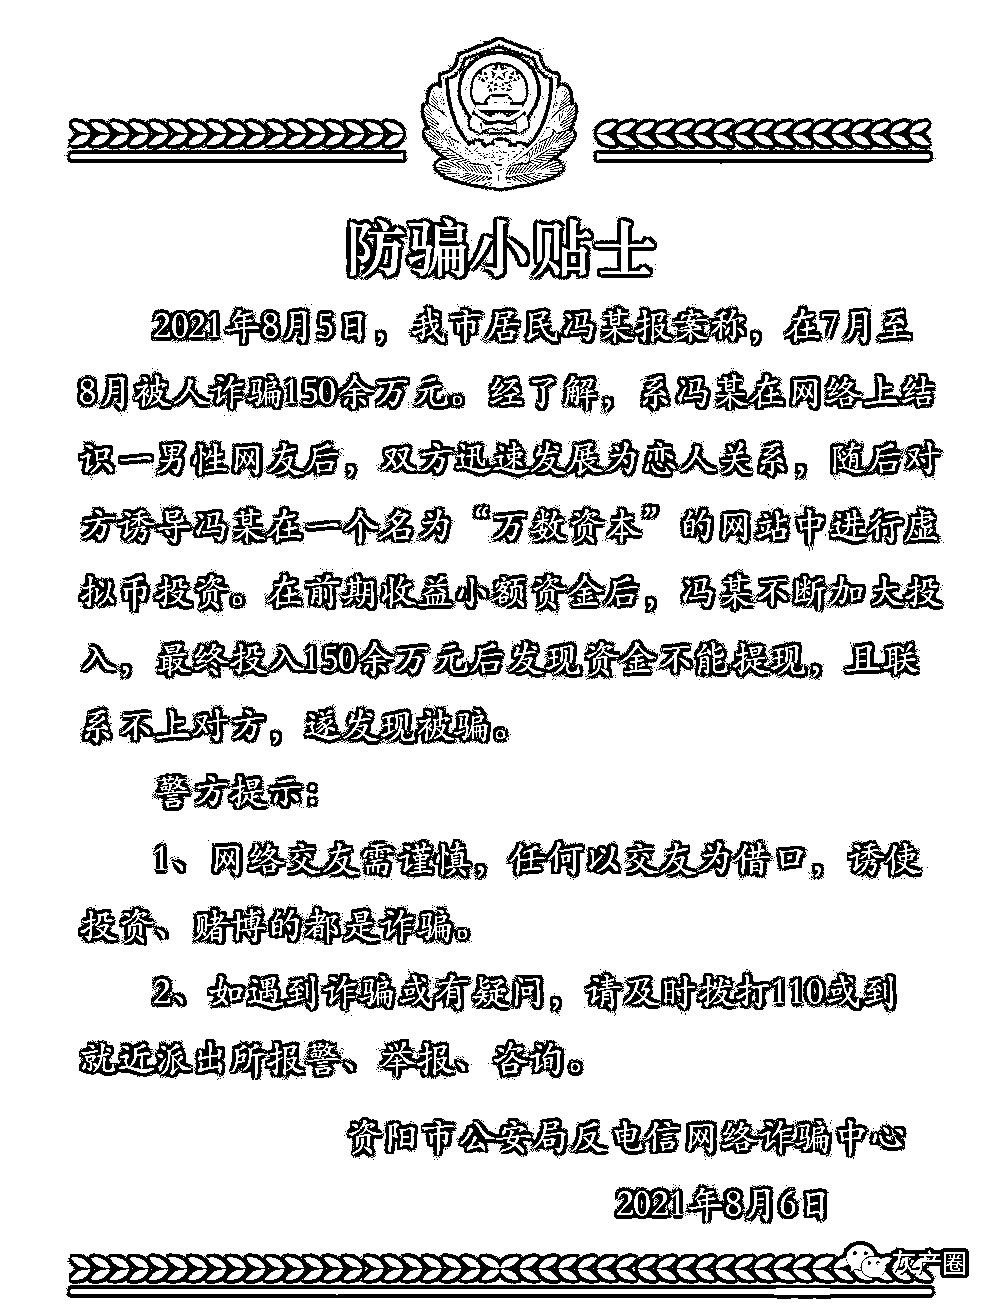 防骗小贴士
2021年8月5日，我市居民冯某报案称，在7月至
8月被人诈骗150余万元。经了解，系冯某在网络上结
识一男性网友后，双方迅速发展为恋人关系，随后对
方诱导冯某在一个名为“万数资本”的网站中进行虚
拟币投资。在前期收益小额资金后，冯某不断加大投
入，最终投入150余万元后发现资金不能提现，且联
系不上对方，遂发现被骗。
警方提示：
1、网络交友需谨慎，任何以交友为借口，诱使
投资、赌博的都是诈骗。
2、如遇到诈骗或有疑问，请及时拨打110或到
就近派出所报警、举报、咨询。
资阳市公安局反电信网络诈骗中心
2021年8月6日
灰产圈